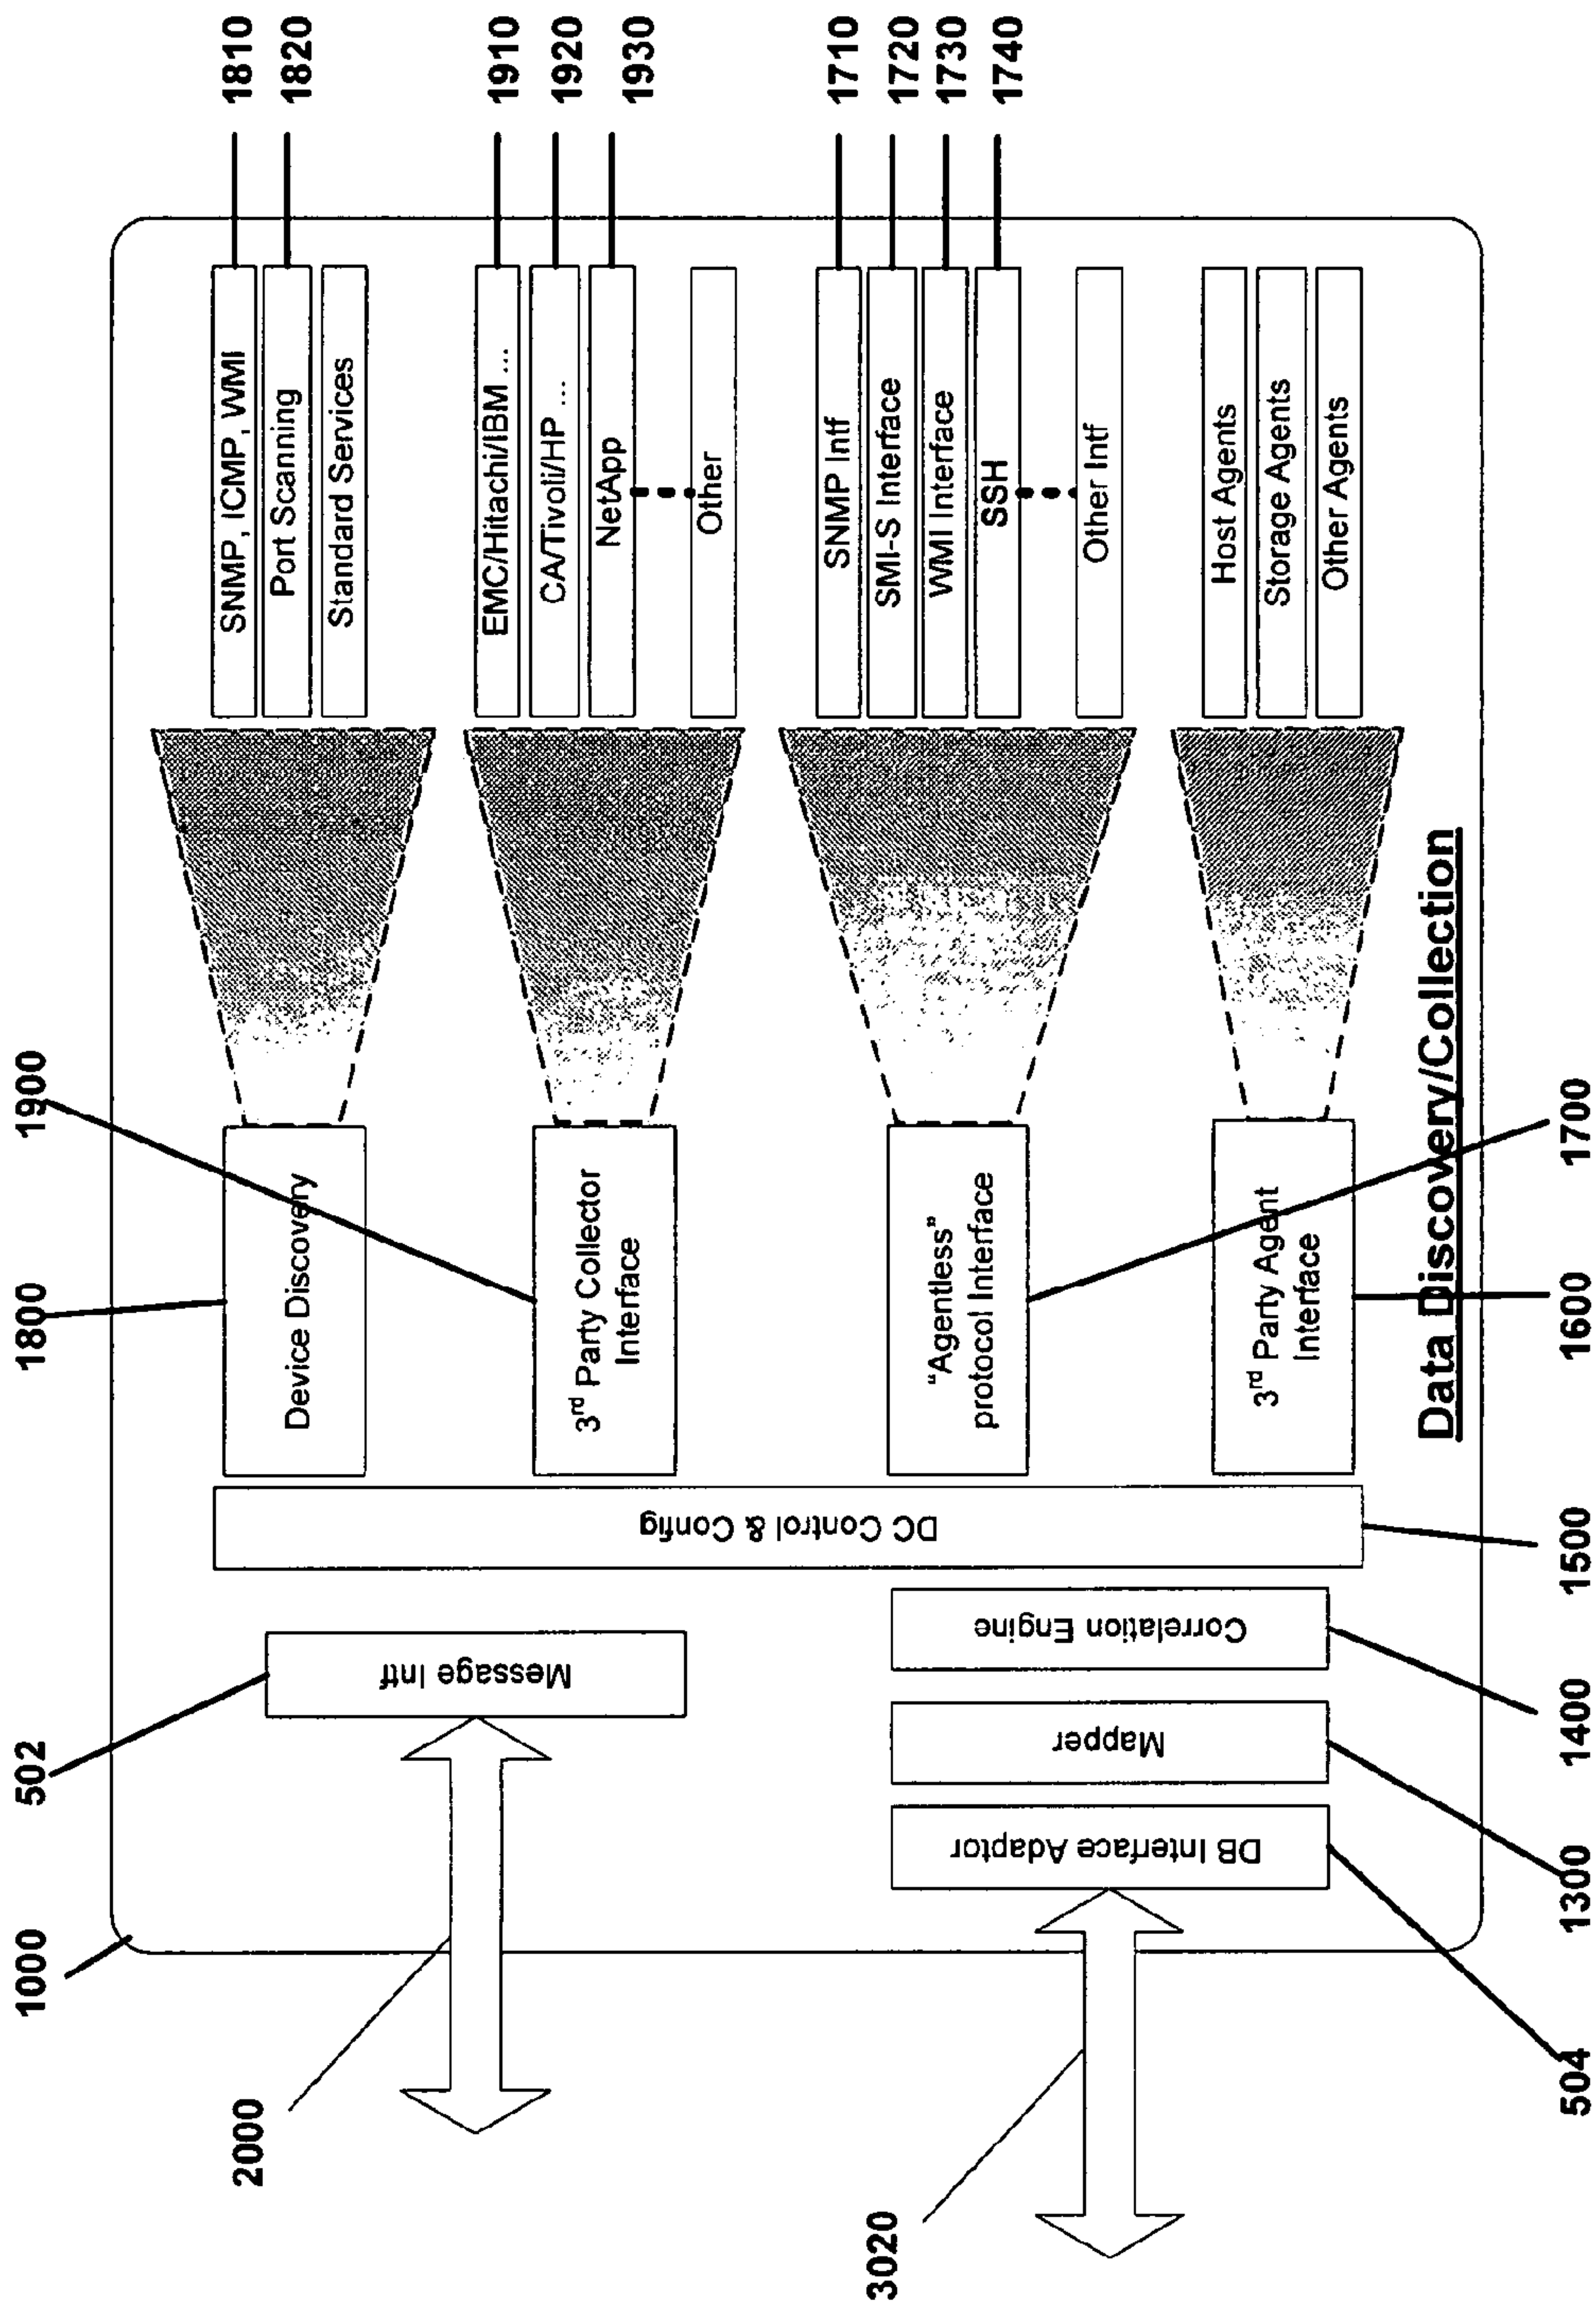 1810
1820
1910
1920
1930
1710
1720
1730
1740
SNMP, ICMP, WMI
Port Scanning
Standard Services
EMC/Hitachi/IBM ...
CA/Tivoli/HP ...
NetApp
Other
SNMP Intf
SMI-S Interface
WMI Interface
SSH
Other Intf
Host Agents
Storage Agents
Other Agents
1900
1800
Device Discovery
3rd Party Collector
Interface
"Agentless"
protocol Interface
3rd Party Agent
Interface
Data Discovery/Collection
1700
1600
DC Control & Config
1500
502
Message Intf
Correlation Engine
1400
Mapper
1300
DB Interface Adaptor
504
1000
2000
3020